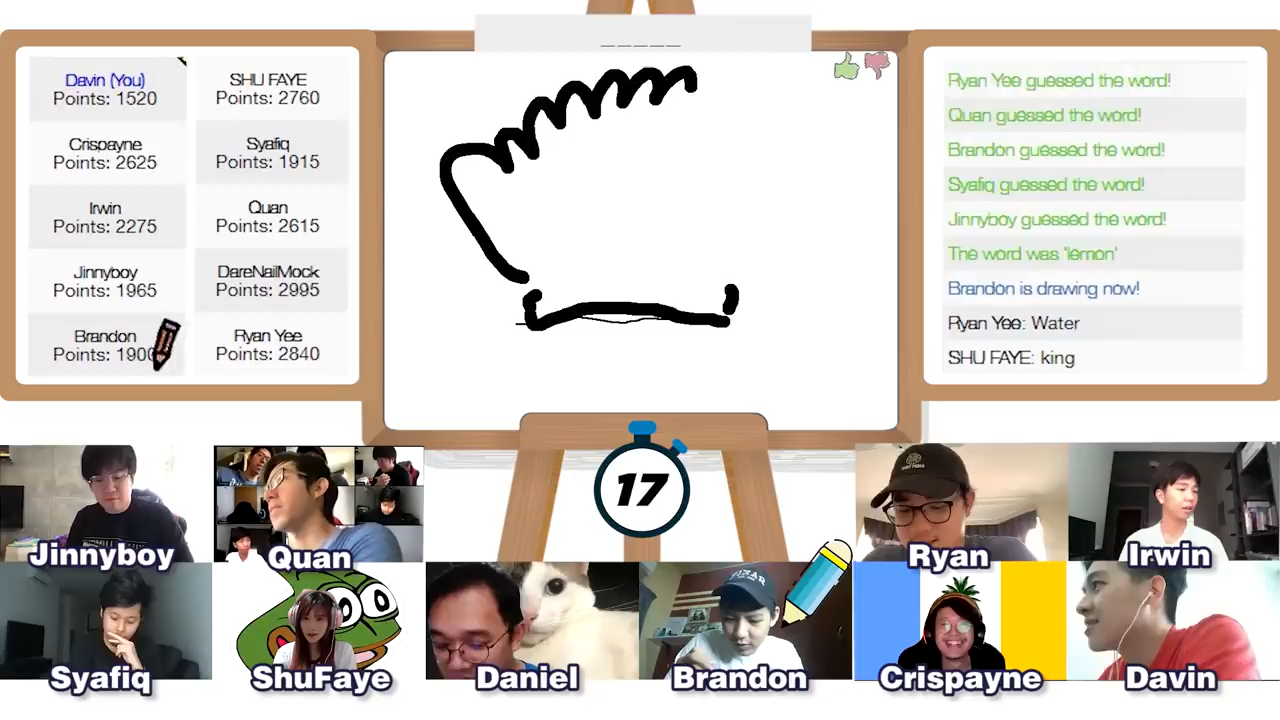 _ _ _ _ _
Davin (You)
Points: 1520
SHU FAYE
Points: 2760
Crispayne
Points: 2625
Syafiq
Points: 1915
Irwin
Points: 2275
Quan
Points: 2615
Jinnyboy
Points: 1965
DareNailMock
Points: 2995
Brandon
Points: 1900
Ryan Yee
Points: 2840
Ryan Yee guessed the word!
Quan guessed the word!
Brandon guessed the word!
Syafiq guessed the word!
Jinnyboy guessed the word!
The word was 'lemon'
Brandon is drawing now!
Ryan Yee: Water
SHU FAYE: king
17
Jinnyboy
Quan
Ryan
Irwin
Syafiq
ShuFaye
Daniel
Brandon
Crispayne
Davin